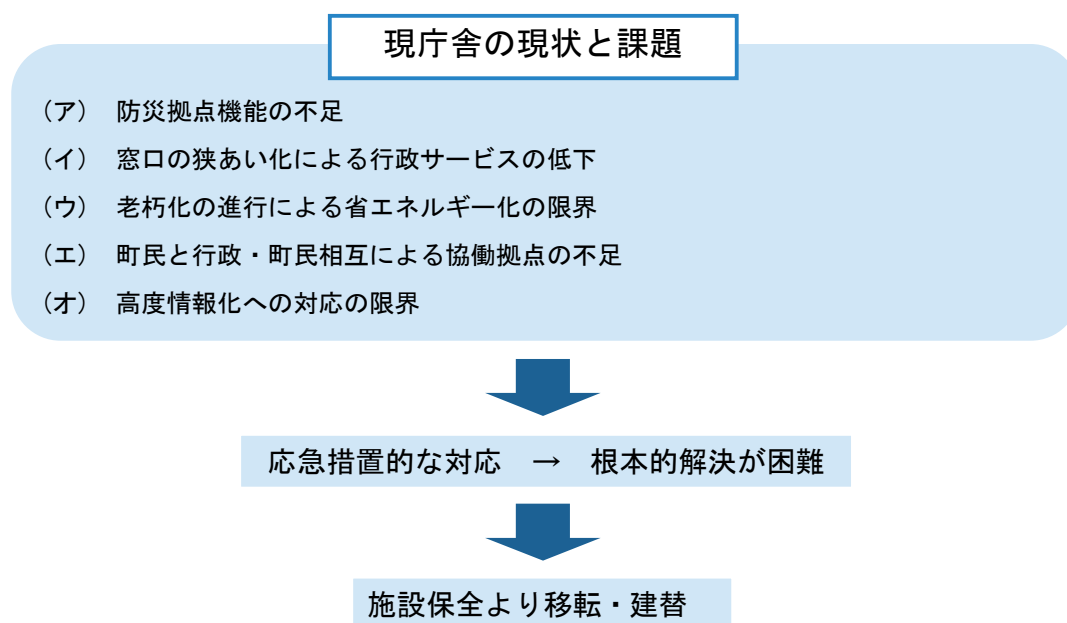 現庁舎の現状と課題
（ア） 防災拠点機能の不足
（イ） 窓口の狭あい化による行政サービスの低下
（ウ） 老朽化の進行による省エネルギー化の限界
（エ） 町民と行政・町民相互による協働拠点の不足
（オ） 高度情報化への対応の限界
応急措置的な対応　→　根本的解決が困難
施設保全より移転・建替